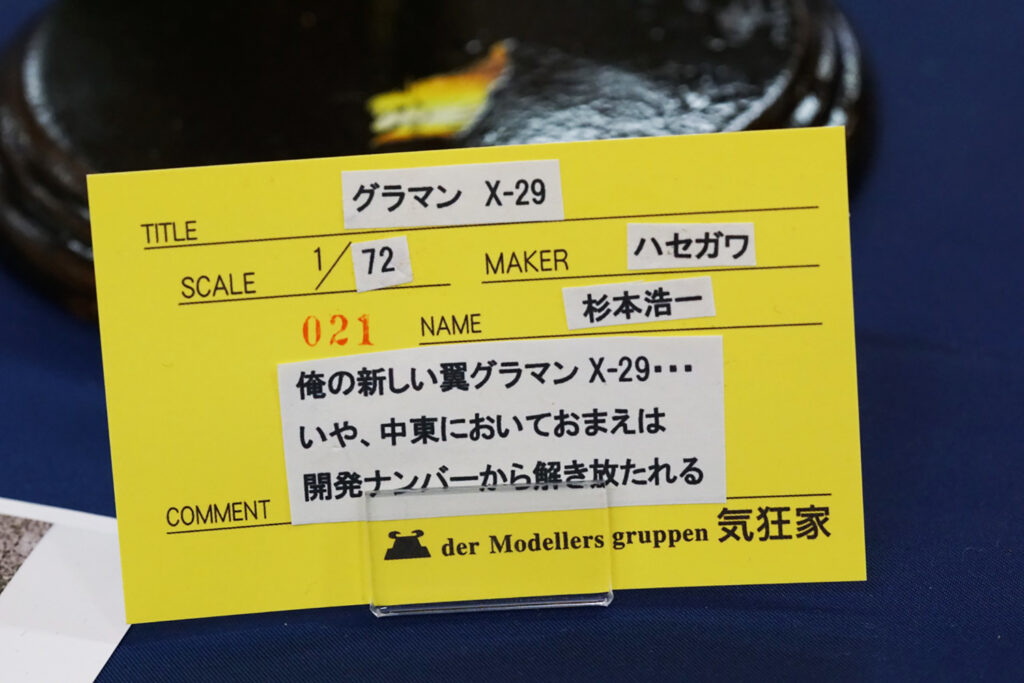 TITLE グラマン X-29
SCALE 1/72 MAKER ハセガワ
021 NAME 杉本浩一
俺の新しい翼グラマン X-29・・・
いや、中東においておまえは
開発ナンバーから解き放たれる
COMMENT
der Modellers gruppen 気狂家